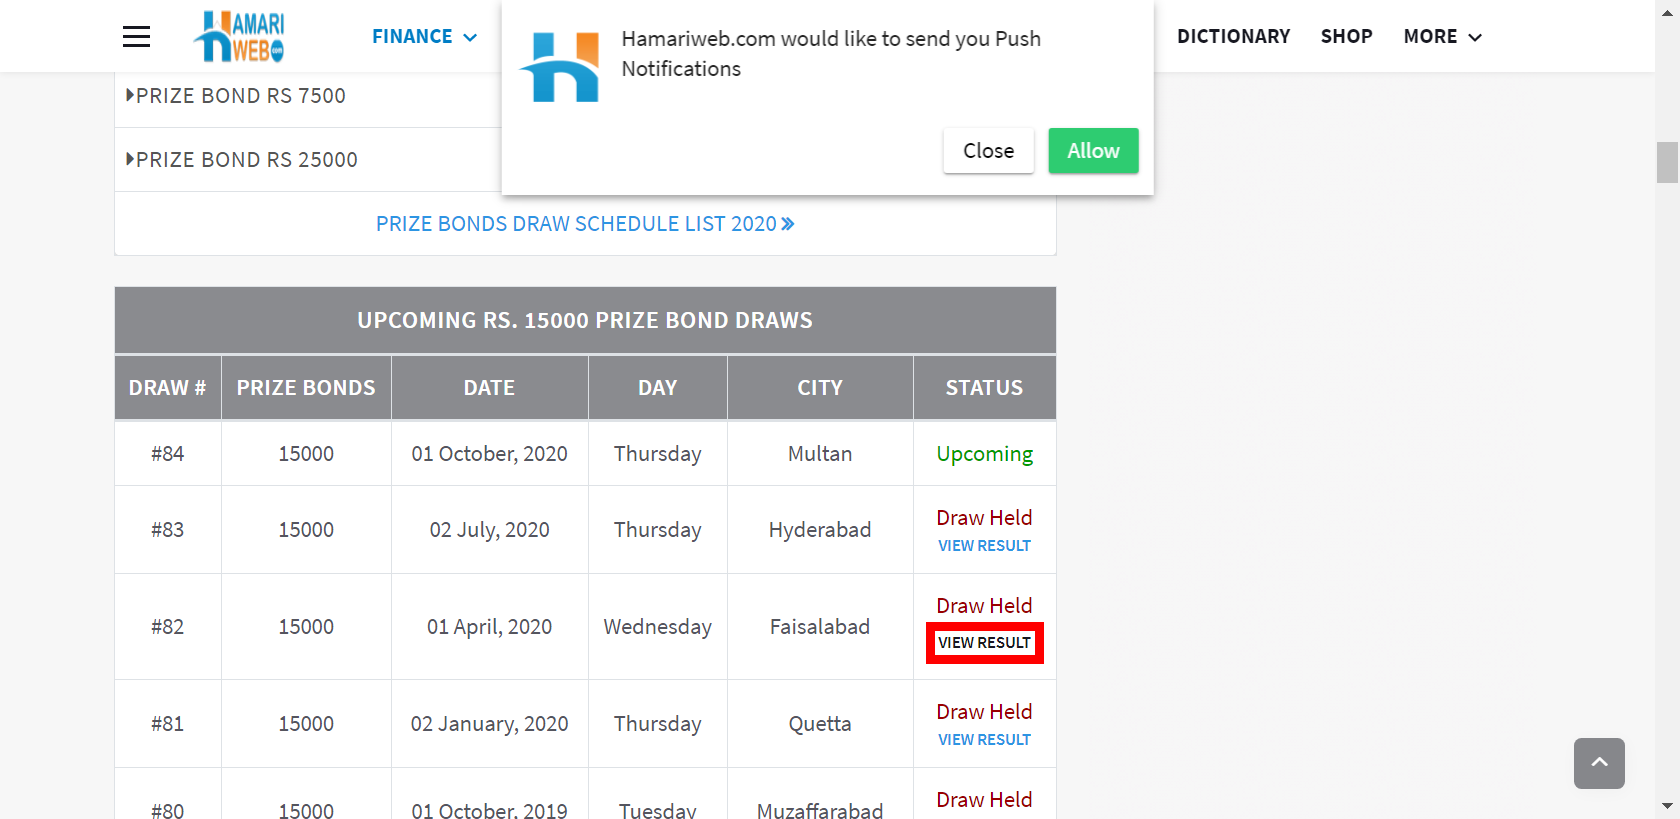 HAMARI
WEB.com
FINANCE
DICTIONARY
SHOP
MORE
Hamariweb.com would like to send you Push
Notifications
Close
Allow
PRIZE BOND RS 7500
PRIZE BOND RS 25000
PRIZE BONDS DRAW SCHEDULE LIST 2020
UPCOMING RS. 15000 PRIZE BOND DRAWS
DRAW # PRIZE BONDS DATE DAY CITY STATUS
#84 15000 01 October, 2020 Thursday Multan Upcoming
#83 15000 02 July, 2020 Thursday Hyderabad Draw Held
VIEW RESULT
#82 15000 01 April, 2020 Wednesday Faisalabad Draw Held
VIEW RESULT
#81 15000 02 January, 2020 Thursday Quetta Draw Held
VIEW RESULT
#80 15000 01 October, 2019 Tuesday Muzaffarabad Draw Held